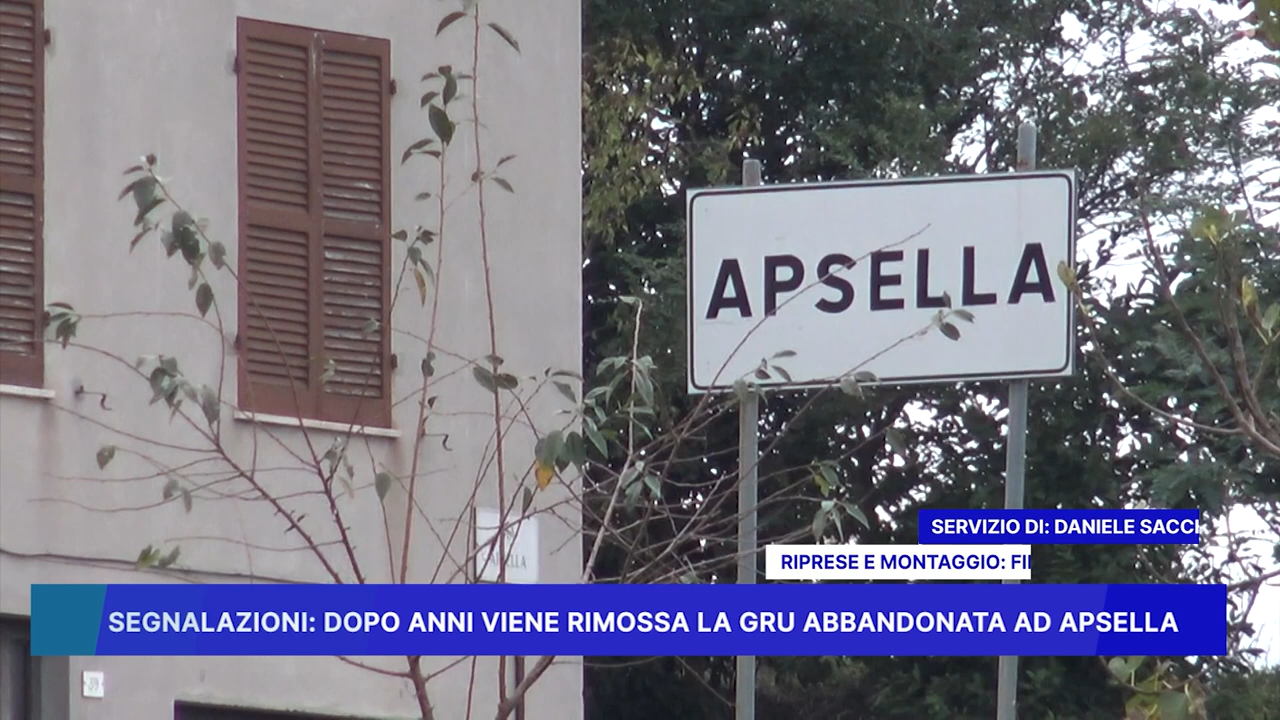 APSELLA
SERVIZIO DI: DANIELE SACCI
RIPRESE E MONTAGGIO:
SEGNALAZIONI: DOPO ANNI VIENE RIMOSSA LA GRU ABBANDONATA AD APSELLA